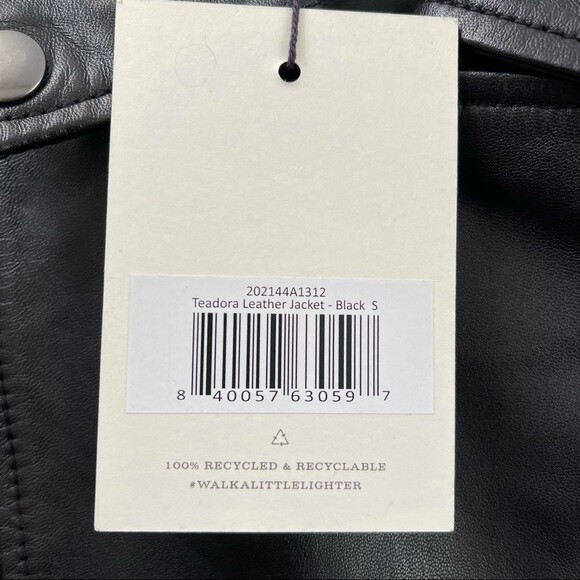 202144A1312
Teadora Leather Jacket - Black S
8 40057 63059 7
100% RECYCLED & RECYCLABLE
#WALKALITTLELIGHTER